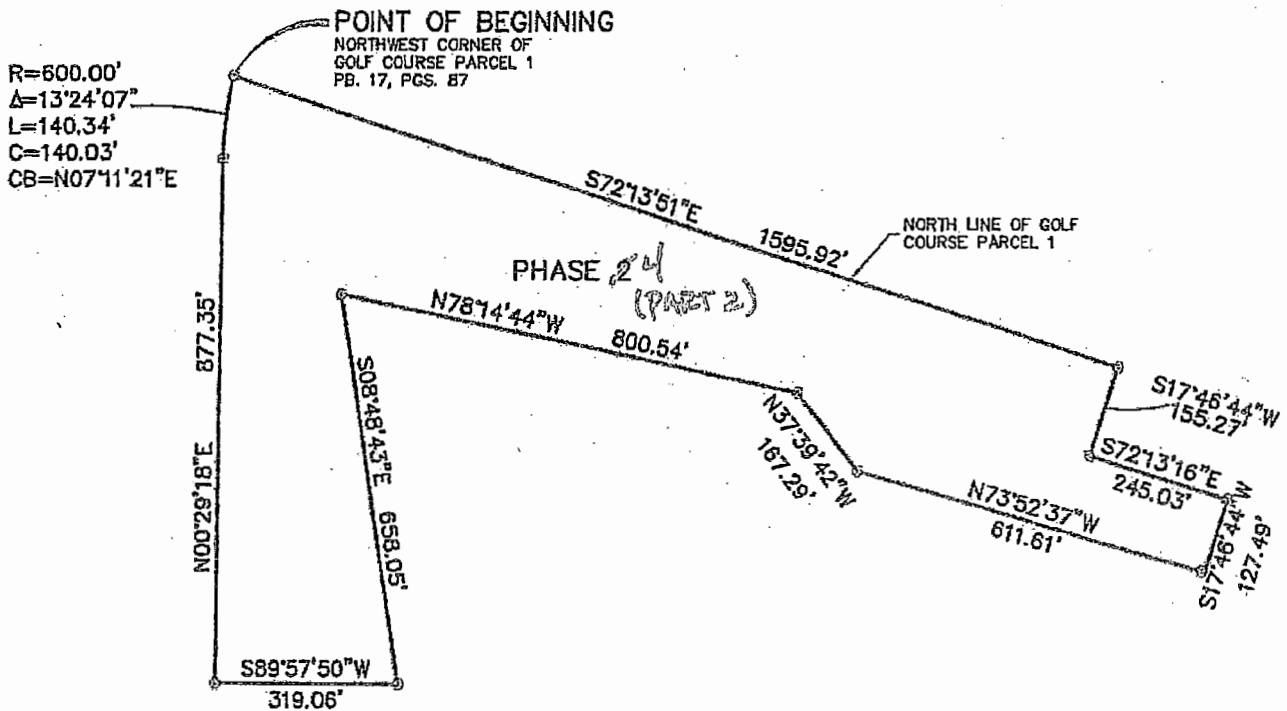 POINT OF BEGINNING
NORTHWEST CORNER OF
GOLF COURSE PARCEL 1
PB. 17, PGS. 87
R=600.00'
Δ=13°24'07"
L=140.34'
C=140.03'
CB=N07°11'21"E
S72°13'51"E
1595.92'
NORTH LINE OF GOLF
COURSE PARCEL 1
PHASE 2 4
(PART 2)
N78°14'44"W
800.54'
877.35'
N00°29'18"E
S08°48'43"E 658.05'
N37°39'42"W
167.29'
S17°46'44"W
155.27'
S72°13'16"E
245.03'
N73°52'37"W
611.61'
S17°46'44"W
127.49'
S89°57'50"W
319.06'